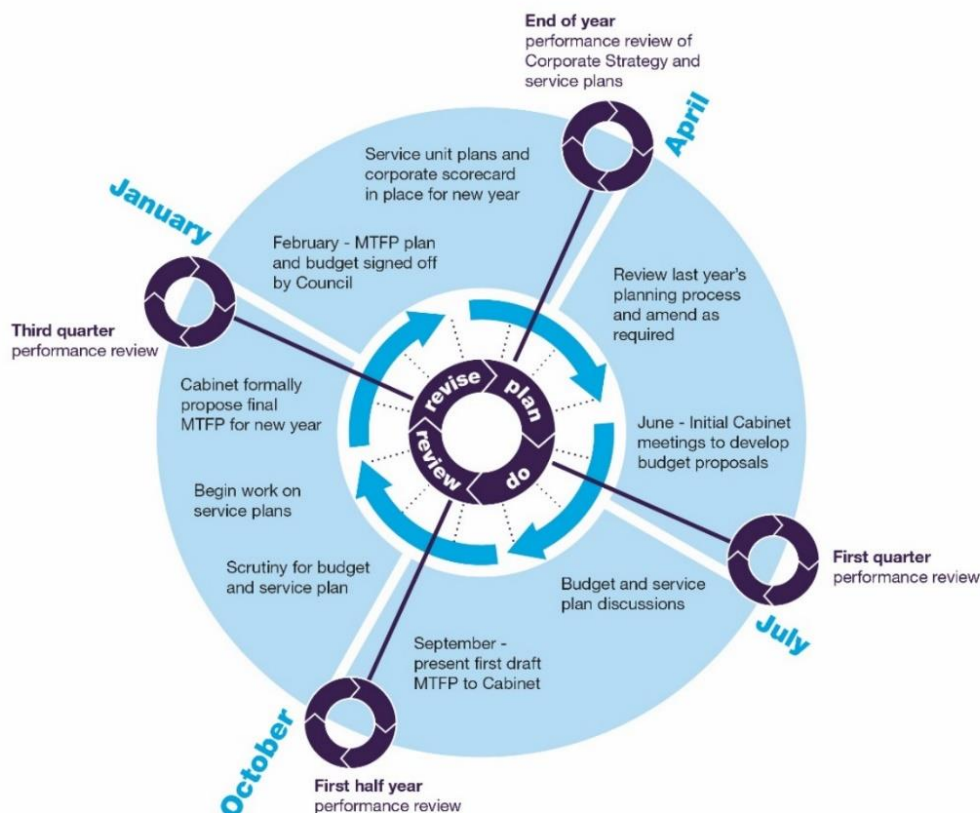 End of year
performance review of
Corporate Strategy and
service plans
April
Service unit plans and
corporate scorecard
in place for new year
January
February - MTFP plan
and budget signed off
by Council
Review last year's
planning process
and amend as
required
Third quarter
performance review
Cabinet formally
propose final
MTFP for new year
revise
plan
review
do
June - Initial Cabinet
meetings to develop
budget proposals
Begin work on
service plans
First quarter
performance review
Scrutiny for budget
and service plan
Budget and service
plan discussions
July
September -
present first draft
MTFP to Cabinet
October
First half year
performance review